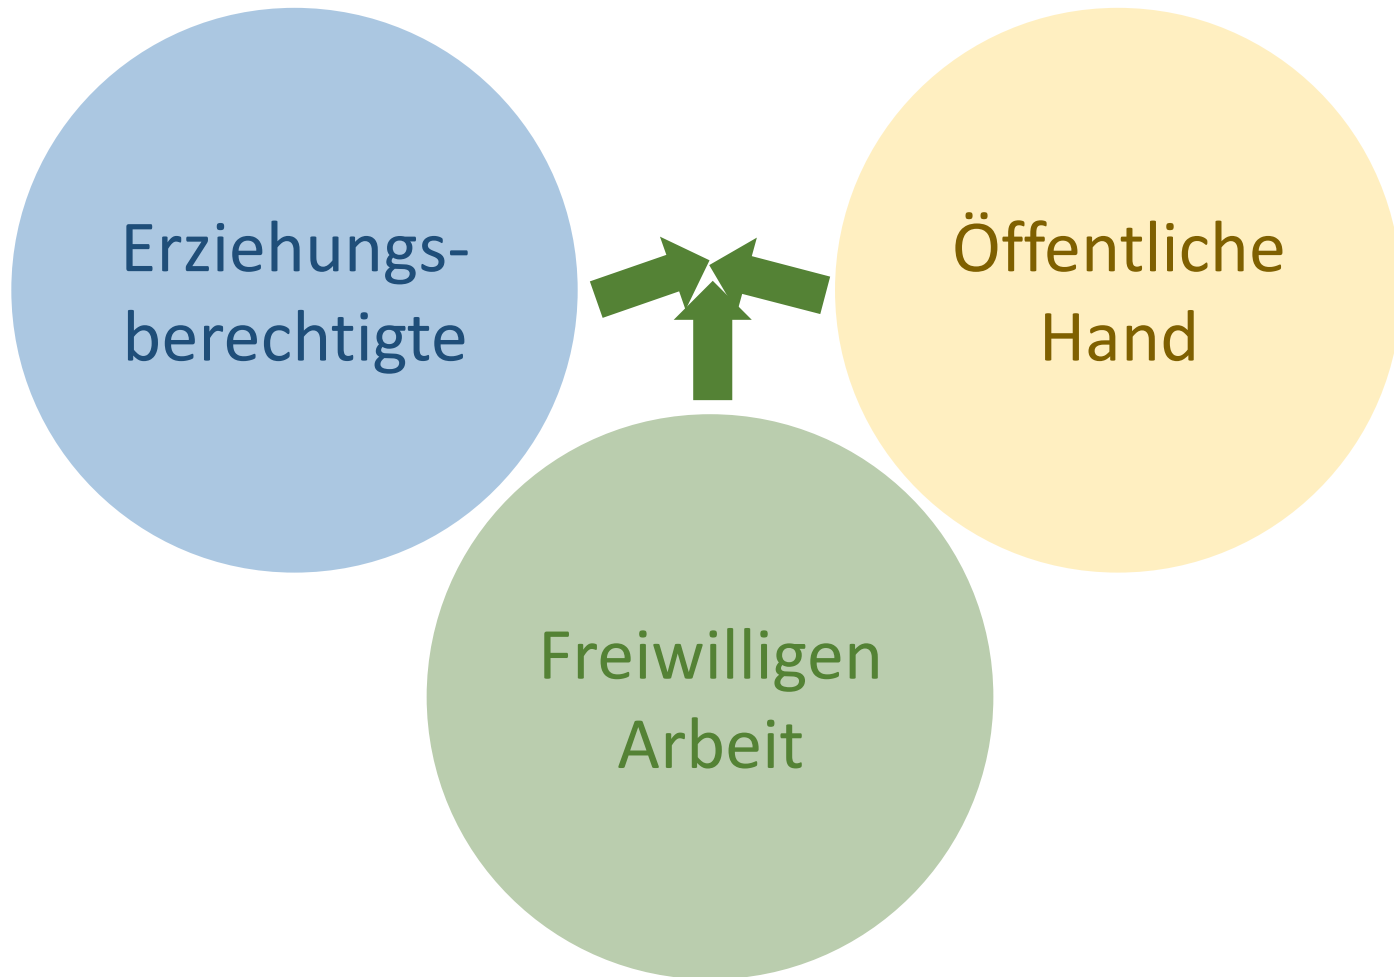 Erziehungs-
berechtigte
Öffentliche
Hand
Freiwilligen
Arbeit